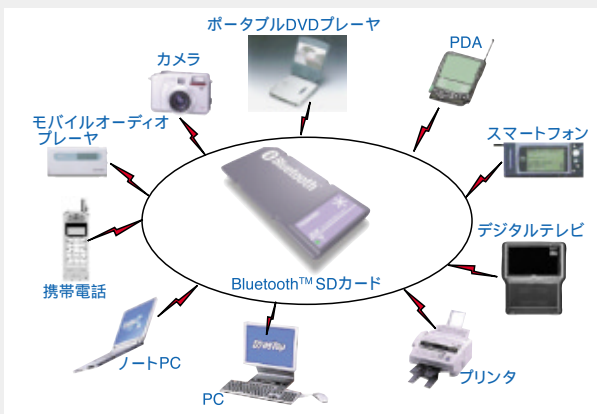 ポータブルDVDプレーヤ
カメラ
PDA
モバイルオーディオ
プレーヤ
スマートフォン
Bluetooth™
携帯電話
デジタルテレビ
Bluetooth™ SDカード
ノートPC
PC
プリンタ